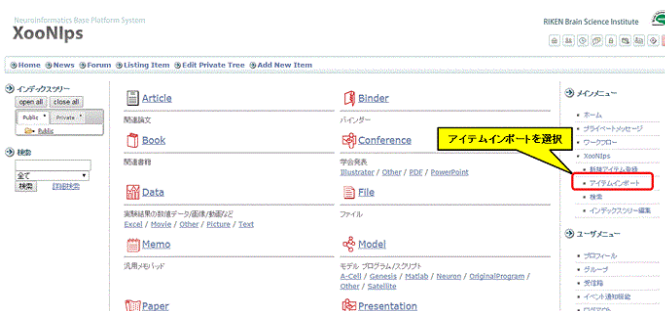 Neuroinformatics Base Platform System
XooNIps
RIKEN Brain Science Institute
Home News Forum Listing Item Edit Private Tree Add New Item
インデックスツリー
open all close all
Public Private
Public
検索
全て
検索 詳細検索
Article
関連論文
Binder
バインダー
Book
関連書籍
Conference
学会発表
Illustrator / Other / PDF / PowerPoint
Data
実験結果の数値データ/画像/動画など
Excel / Movie / Other / Picture / Text
File
ファイル
Memo
汎用メモパッド
Model
モデル プログラム/スクリプト
A-Cell / Genesis / Matlab / Neuron / OriginalProgram /
Other / Satellite
Paper
Presentation
アイテムインポートを選択
メインメニュー
ホーム
プライベートメッセージ
ワークフロー
XooNIps
アイテムインポート
検索
インデックスツリー編集
ユーザメニュー
プロフィール
グループ
受信箱
イベント通知機能